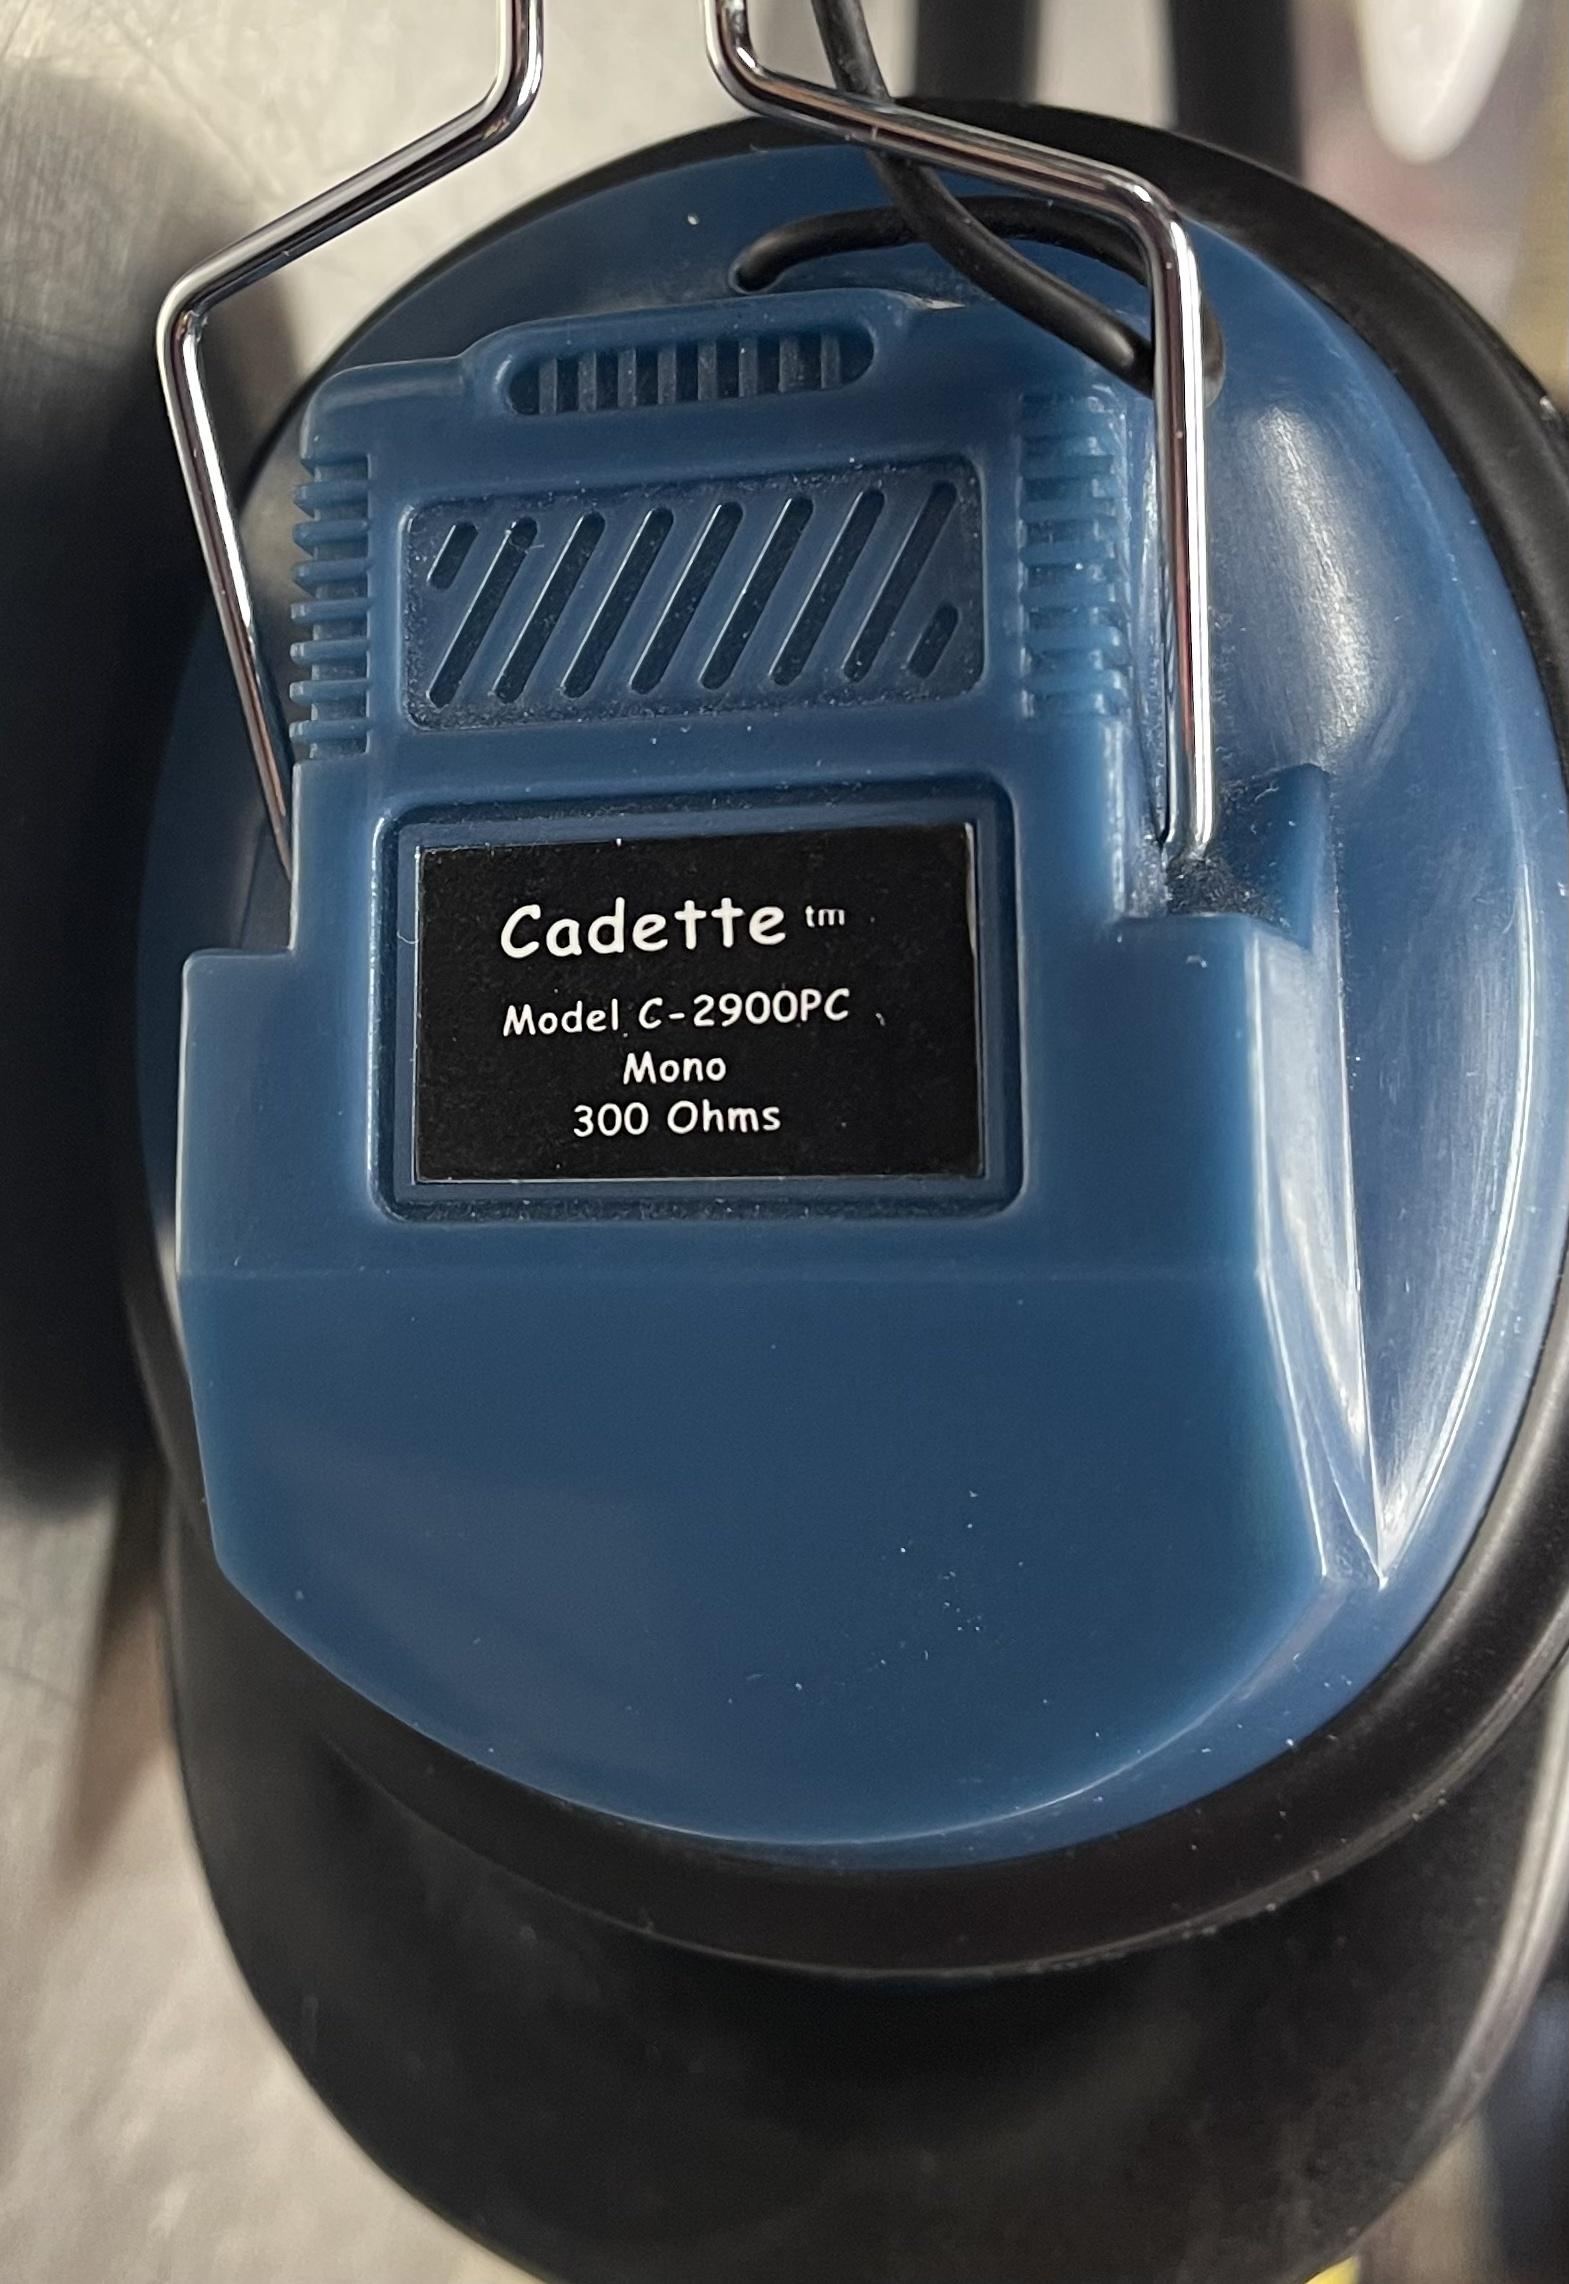 Cadette tm
Model C-2900PC
Mono
300 Ohms